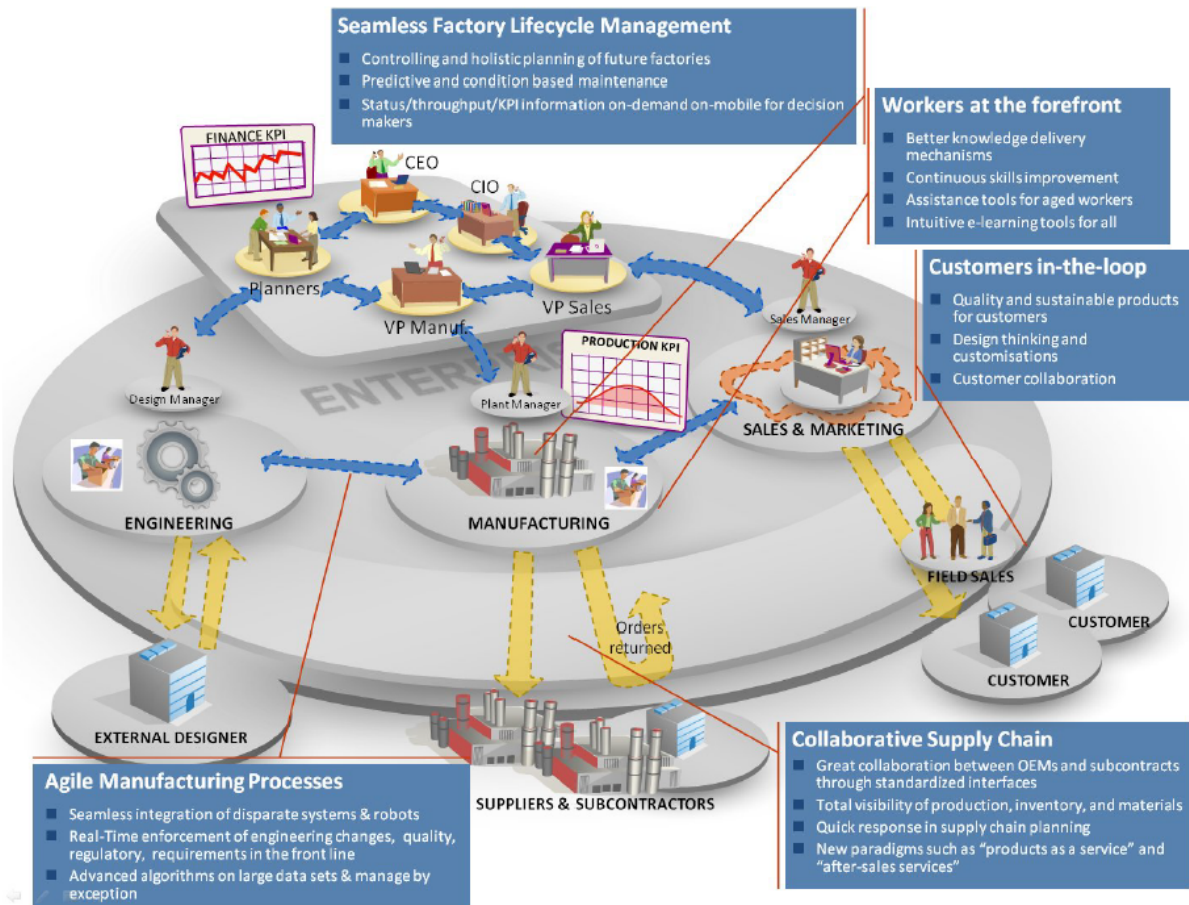 Seamless Factory Lifecycle Management
Controlling and holistic planning of future factories
Predictive and condition based maintenance
Status/throughput/KPI information on-demand on-mobile for decision
makers
Workers at the forefront
Better knowledge delivery
mechanisms
Continuous skills improvement
Assistance tools for aged workers
Intuitive e-learning tools for all
Customers in-the-loop
Quality and sustainable products
for customers
Design thinking and
customisations
Customer collaboration
FINANCE KPI
CEO
CIO
Planners
VP Manuf.
VP Sales
Sales Manager
ENTERPRIS
PRODUCTION KPI
Design Manager
Plant Manager
SALES & MARKETING
ENGINEERING
MANUFACTURING
FIELD SALES
CUSTOMER
CUSTOMER
Orders
returned
EXTERNAL DESIGNER
SUPPLIERS & SUBCONTRACTORS
Agile Manufacturing Processes
Seamless integration of disparate systems & robots
Real-Time enforcement of engineering changes, quality,
regulatory, requirements in the front line
Advanced algorithms on large data sets & manage by
exception
Collaborative Supply Chain
Great collaboration between OEMs and subcontracts
through standardized interfaces
Total visibility of production, inventory, and materials
Quick response in supply chain planning
New paradigms such as “products as a service” and
“after-sales services”